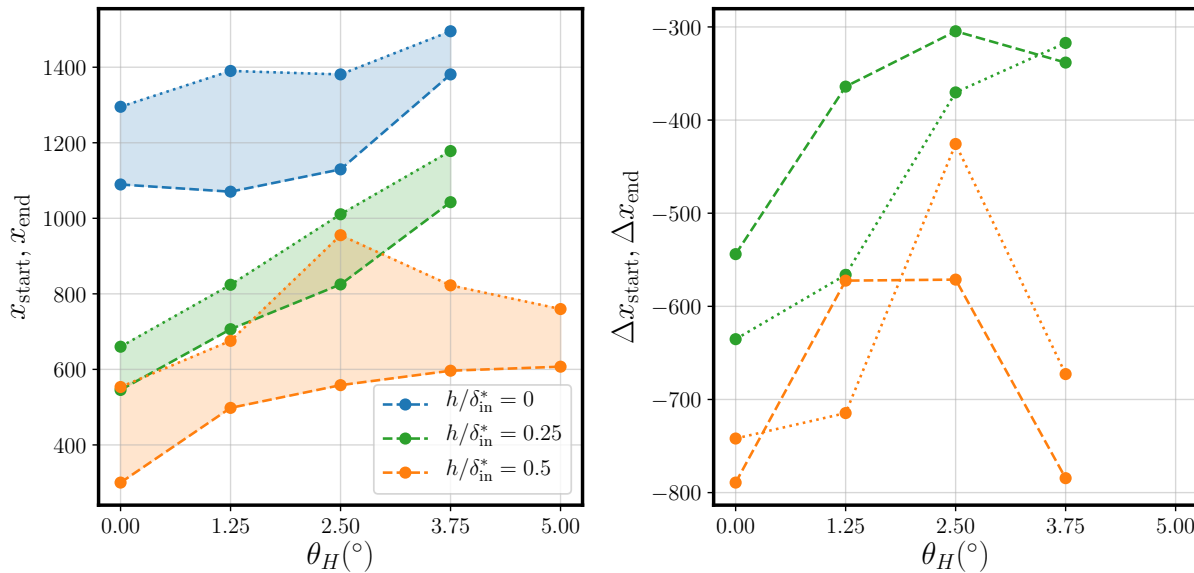 1400
1200
1000
800
600
400
x_start, x_end
0.00 1.25 2.50 3.75 5.00
θ_H(°)
h/δ*_in = 0
h/δ*_in = 0.25
h/δ*_in = 0.5
−300
−400
−500
−600
−700
−800
Δx_start, Δx_end
0.00 1.25 2.50 3.75 5.00
θ_H(°)